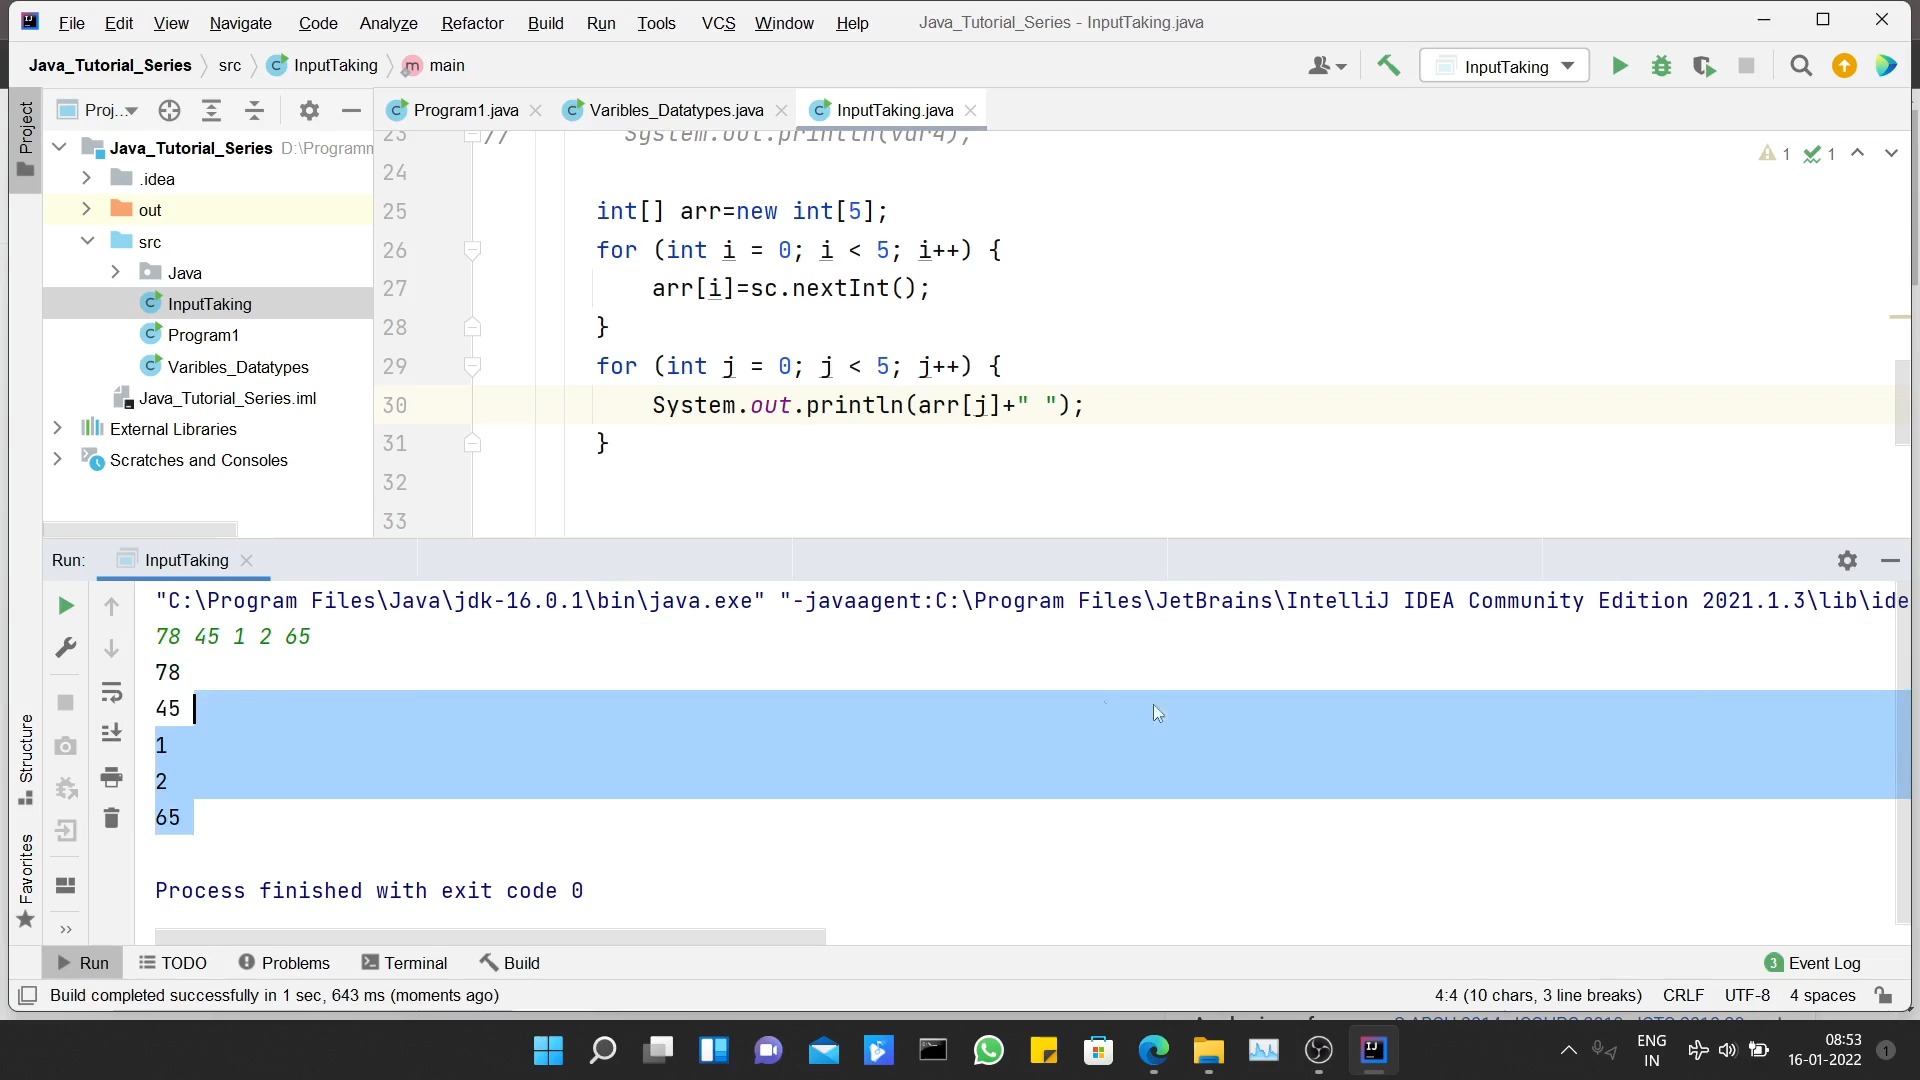 File Edit View Navigate Code Analyze Refactor Build Run Tools VCS Window Help Java_Tutorial_Series - InputTaking.java
Java_Tutorial_Series src InputTaking main
InputTaking
Project
Proj...
Program1.java
Varibles_Datatypes.java
InputTaking.java
Java_Tutorial_Series D:\Programm
.idea
out
src
Java
InputTaking
Program1
Varibles_Datatypes
Java_Tutorial_Series.iml
External Libraries
Scratches and Consoles
23 // System.out.println(var4);
24
25 int[] arr=new int[5];
26 for (int i = 0; i < 5; i++) {
27 arr[i]=sc.nextInt();
28 }
29 for (int j = 0; j < 5; j++) {
30 System.out.println(arr[j]+" ");
31 }
32
33
1 1
Run: InputTaking
"C:\Program Files\Java\jdk-16.0.1\bin\java.exe" "-javaagent:C:\Program Files\JetBrains\IntelliJ IDEA Community Edition 2021.1.3\lib\ide
78 45 1 2 65
78
45
1
2
65
Process finished with exit code 0
Structure
Favorites
Run TODO Problems Terminal Build 3 Event Log
Build completed successfully in 1 sec, 643 ms (moments ago) 4:4 (10 chars, 3 line breaks) CRLF UTF-8 4 spaces
ENG
IN
08:53
16-01-2022
1